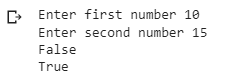 Enter first number 10
Enter second number 15
False
True